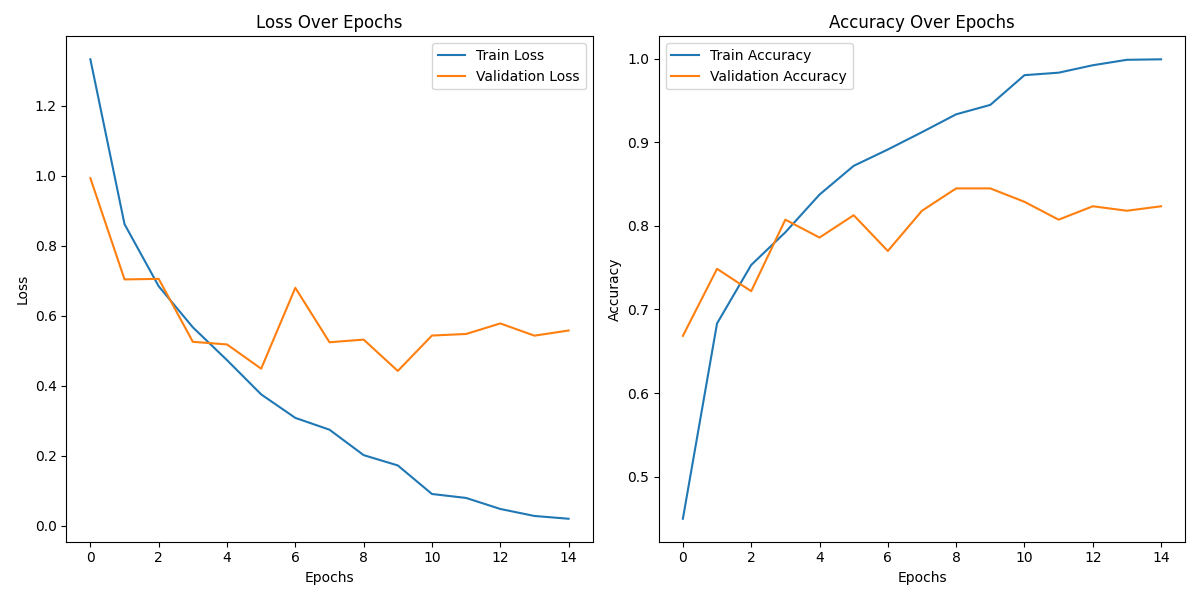 Loss Over Epochs
Train Loss
Validation Loss
Loss
1.2
1.0
0.8
0.6
0.4
0.2
0.0
0 2 4 6 8 10 12 14
Epochs
Accuracy Over Epochs
Train Accuracy
Validation Accuracy
Accuracy
1.0
0.9
0.8
0.7
0.6
0.5
0 2 4 6 8 10 12 14
Epochs